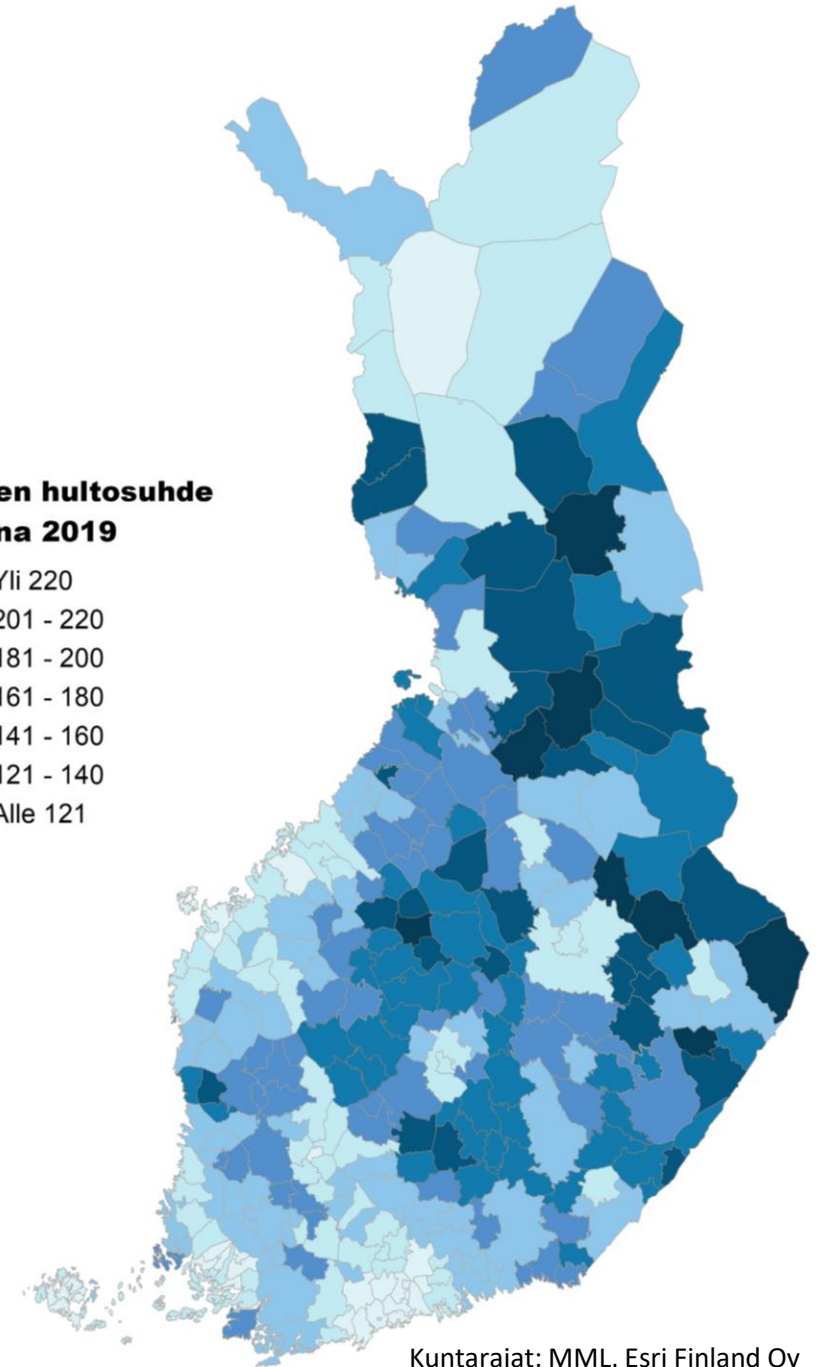 en huoltosuhde
na 2019
Yli 220
201 - 220
181 - 200
161 - 180
141 - 160
121 - 140
Alle 121
Kuntarajat: MML, Esri Finland Oy